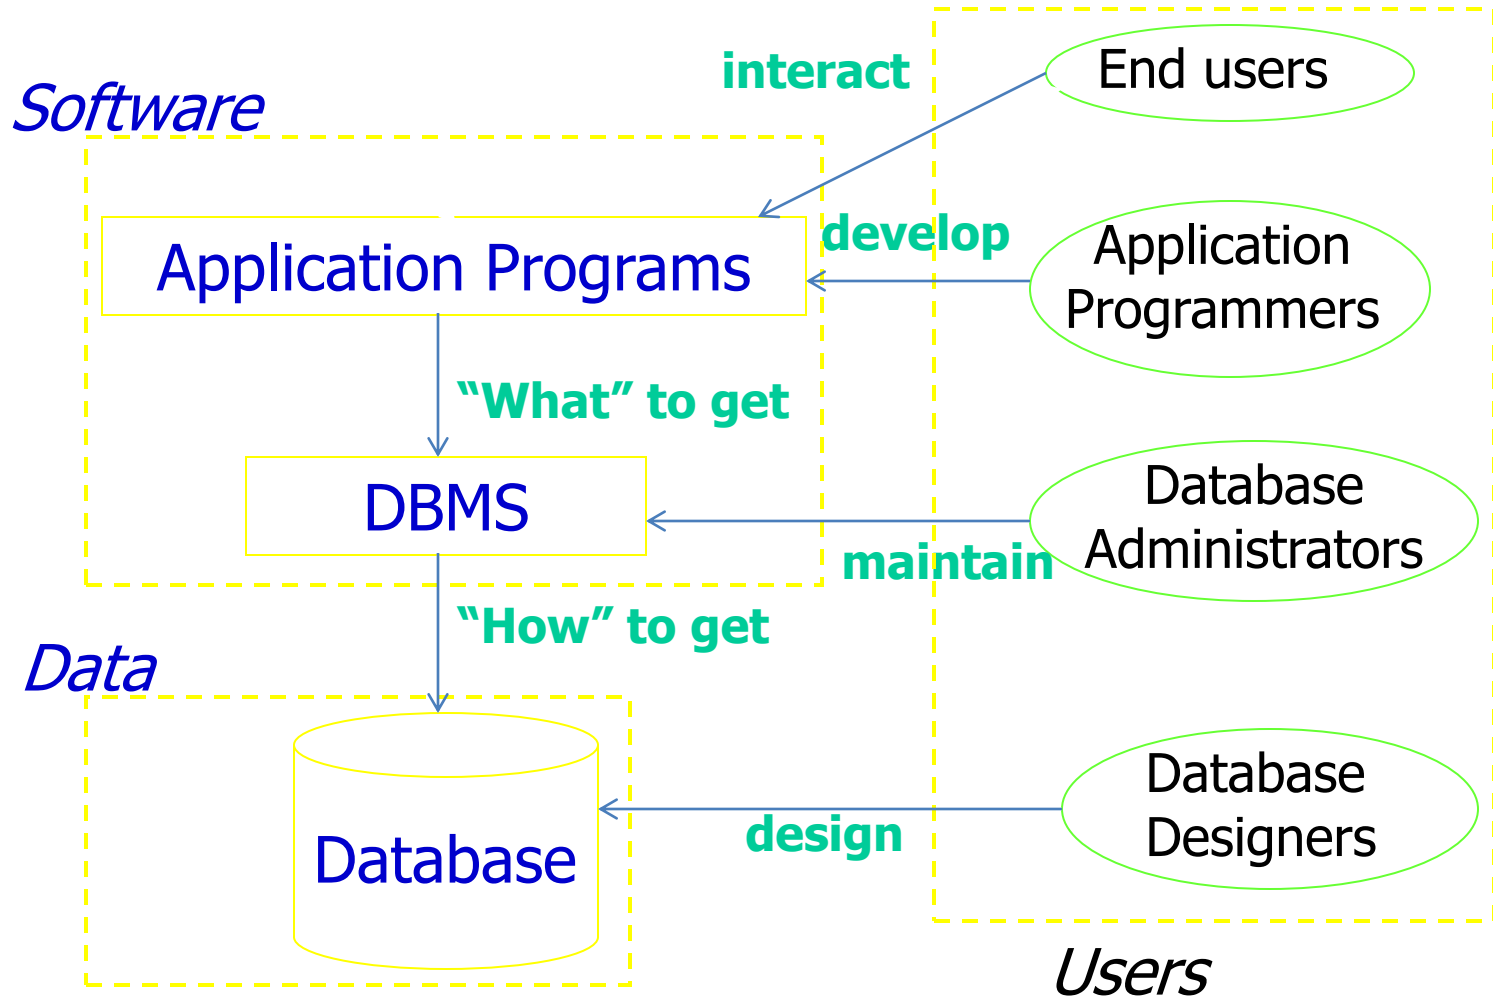 interact
End users
Software
develop
Application
Application Programs
Programmers
“What” to get
DBMS
Database
Administrators
maintain
“How” to get
Data
Database
design
Designers
Database
Users